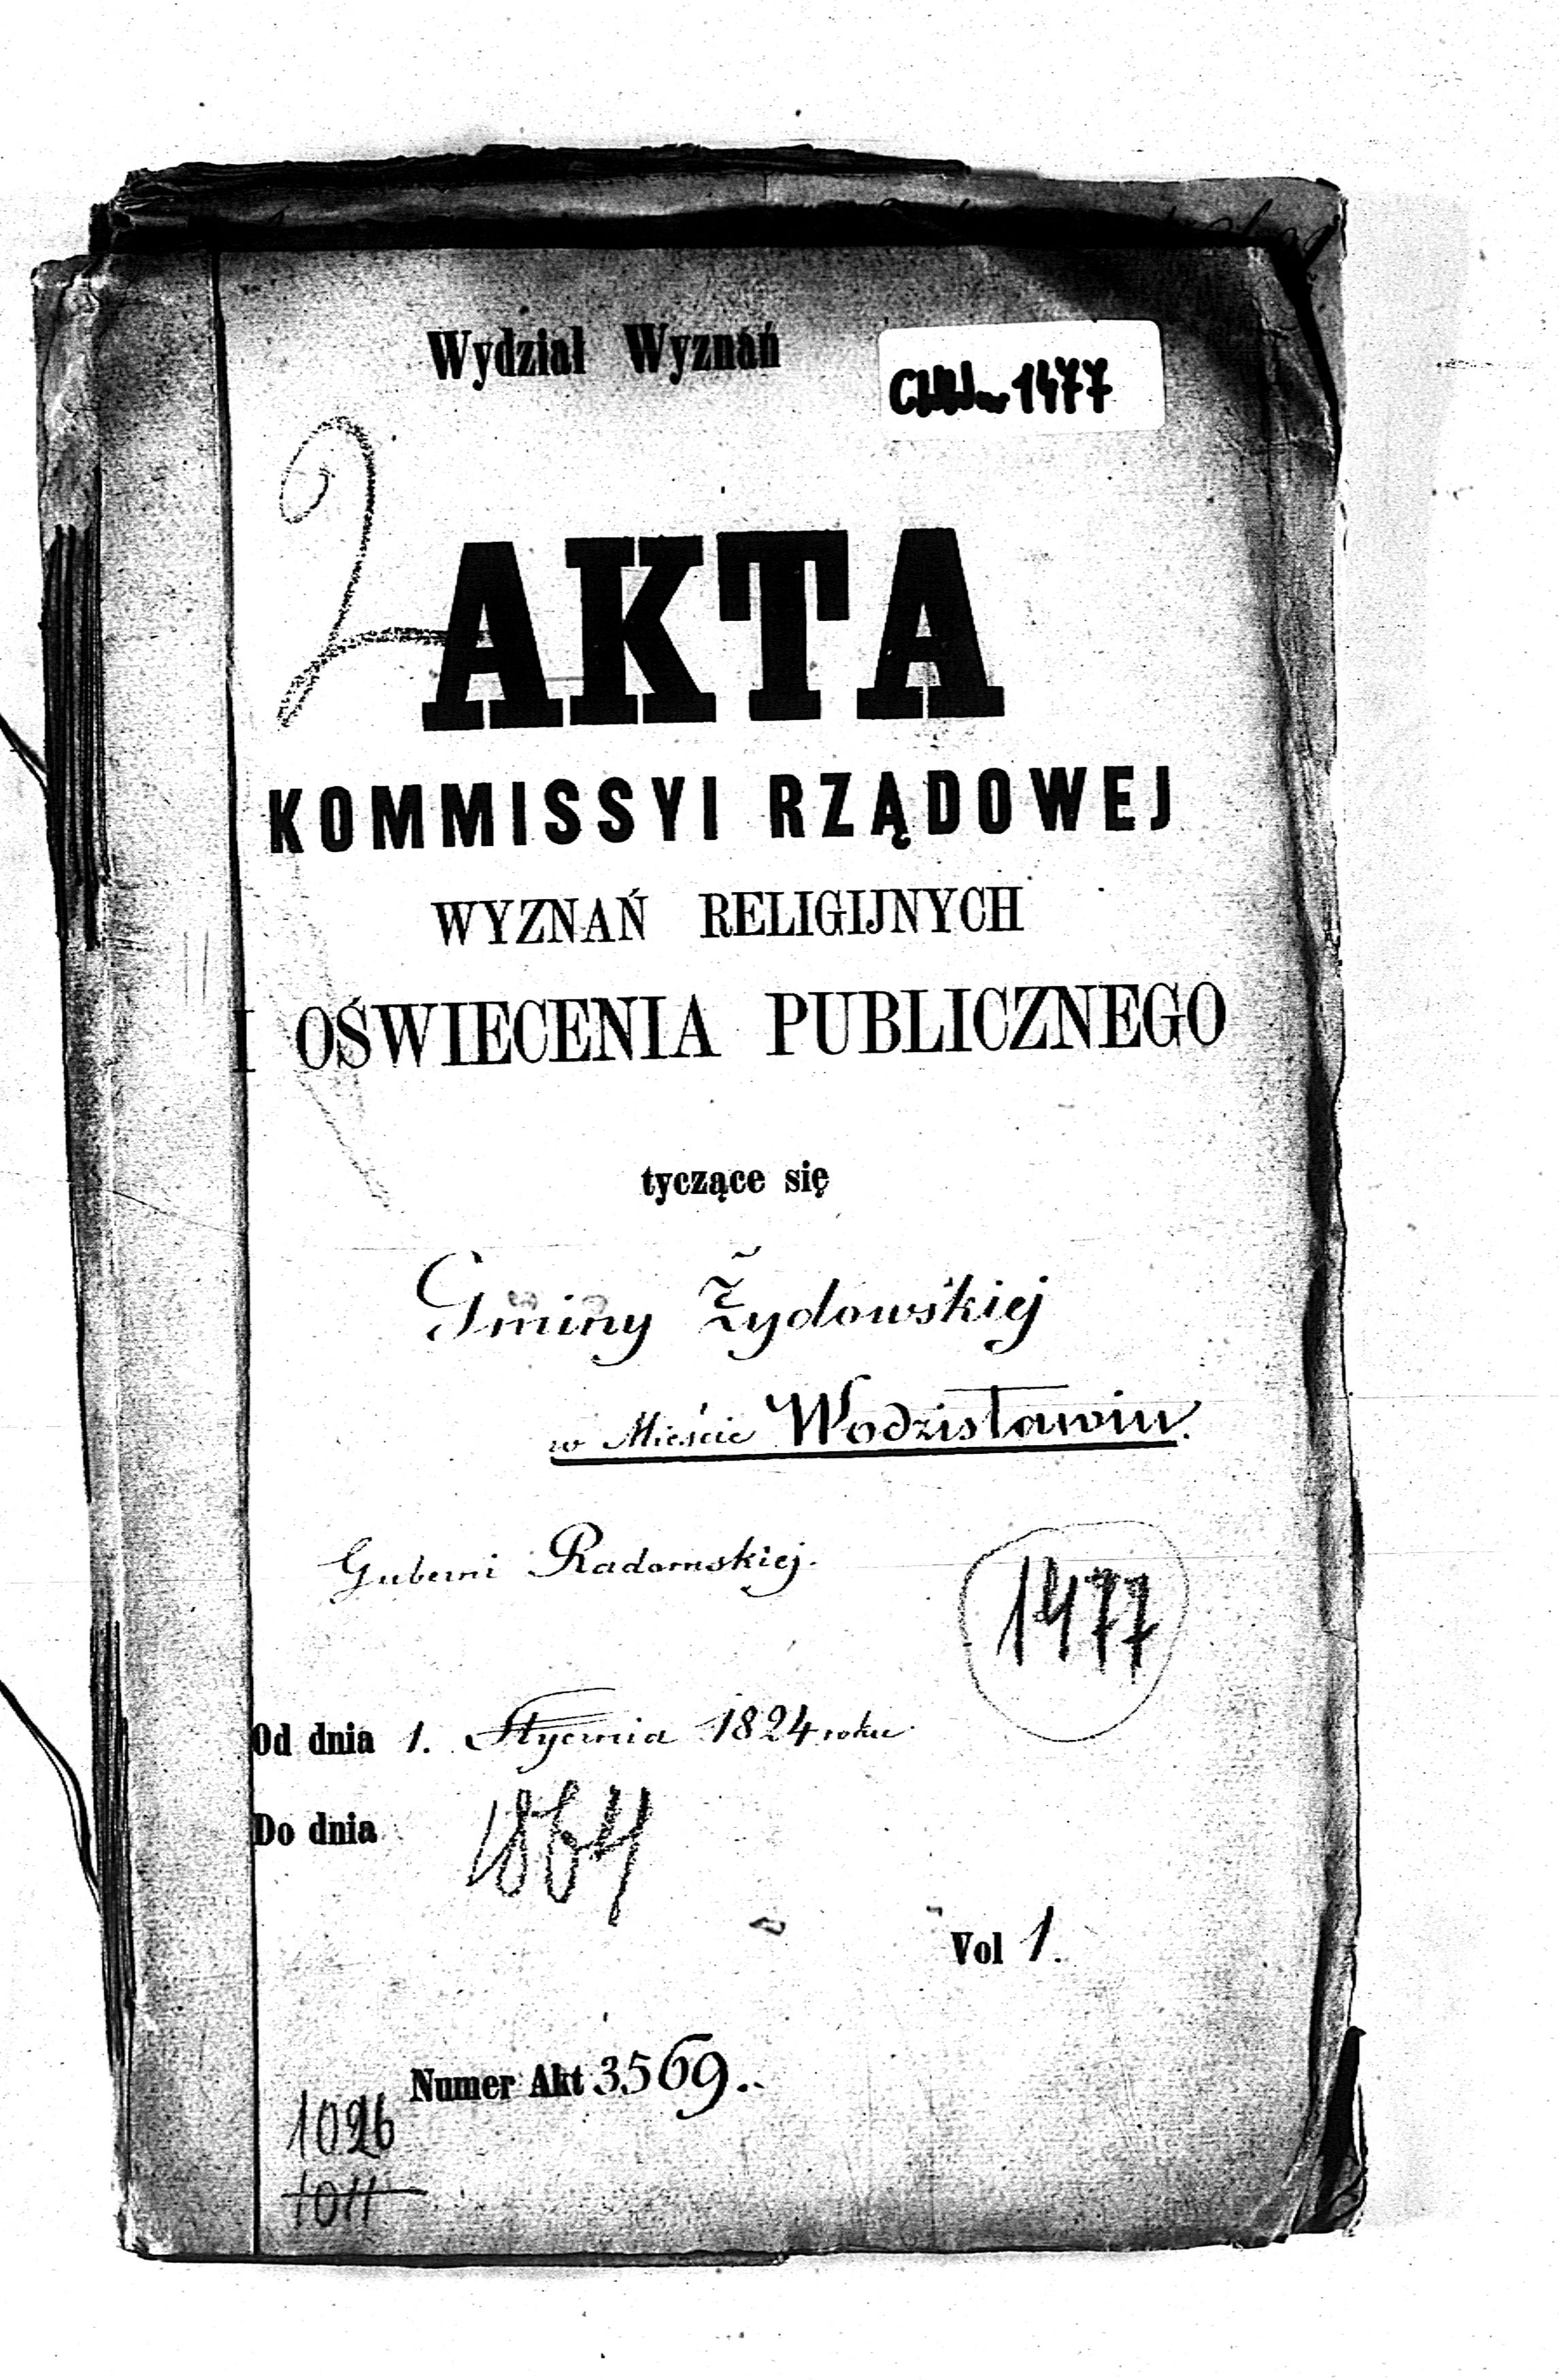 Wydział Wyznań
CWW 1477
2
AKTA
KOMMISSYI RZĄDOWEJ
WYZNAŃ RELIGIJNYCH
I OŚWIECENIA PUBLICZNEGO
tyczące się
Gminy Żydowskiej
w Mieście Wodzisławiu.
Guberni Radomskiej.
1477
Od dnia 1. Stycznia 1824 roku
Do dnia 1864
Vol 1.
Numer Akt 3569..
1026
1011